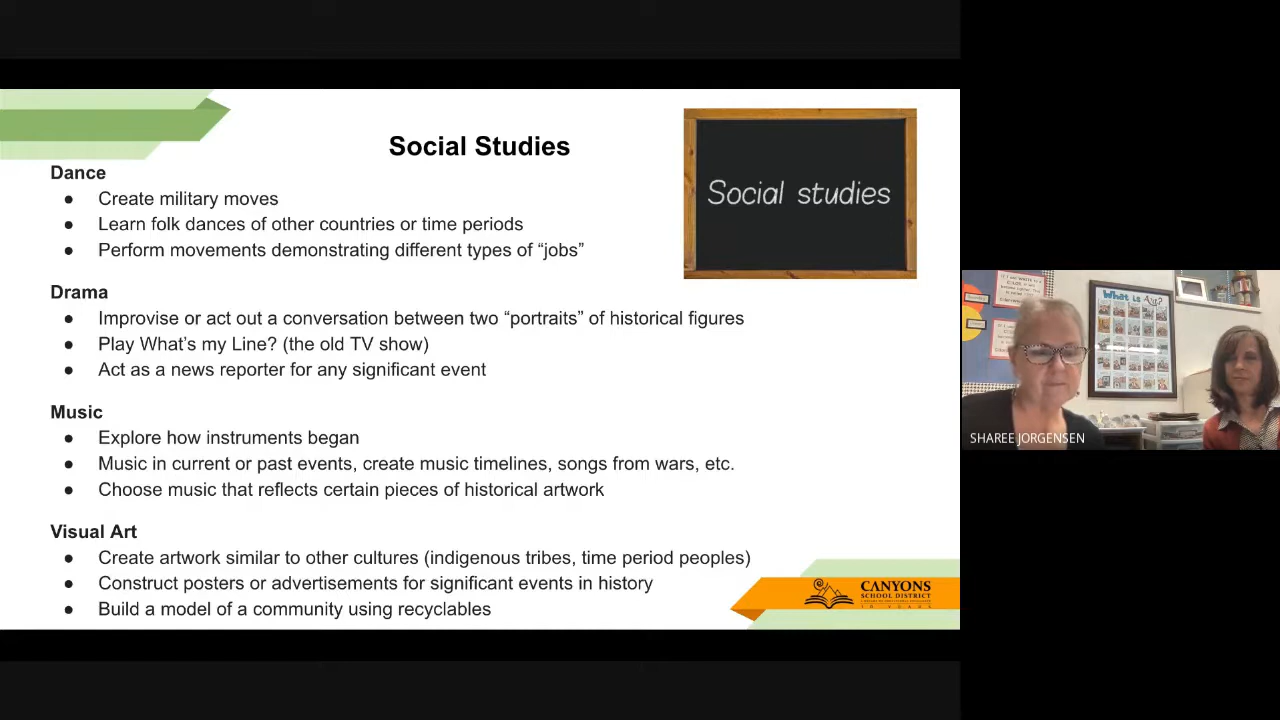 Social Studies
Social studies
Dance
● Create military moves
● Learn folk dances of other countries or time periods
● Perform movements demonstrating different types of “jobs”
Drama
● Improvise or act out a conversation between two “portraits” of historical figures
● Play What’s my Line? (the old TV show)
● Act as a news reporter for any significant event
Music
● Explore how instruments began
● Music in current or past events, create music timelines, songs from wars, etc.
● Choose music that reflects certain pieces of historical artwork
Visual Art
● Create artwork similar to other cultures (indigenous tribes, time period peoples)
● Construct posters or advertisements for significant events in history
● Build a model of a community using recyclables
CANYONS
SCHOOL DISTRICT
What is Art?
SHAREE JORGENSEN